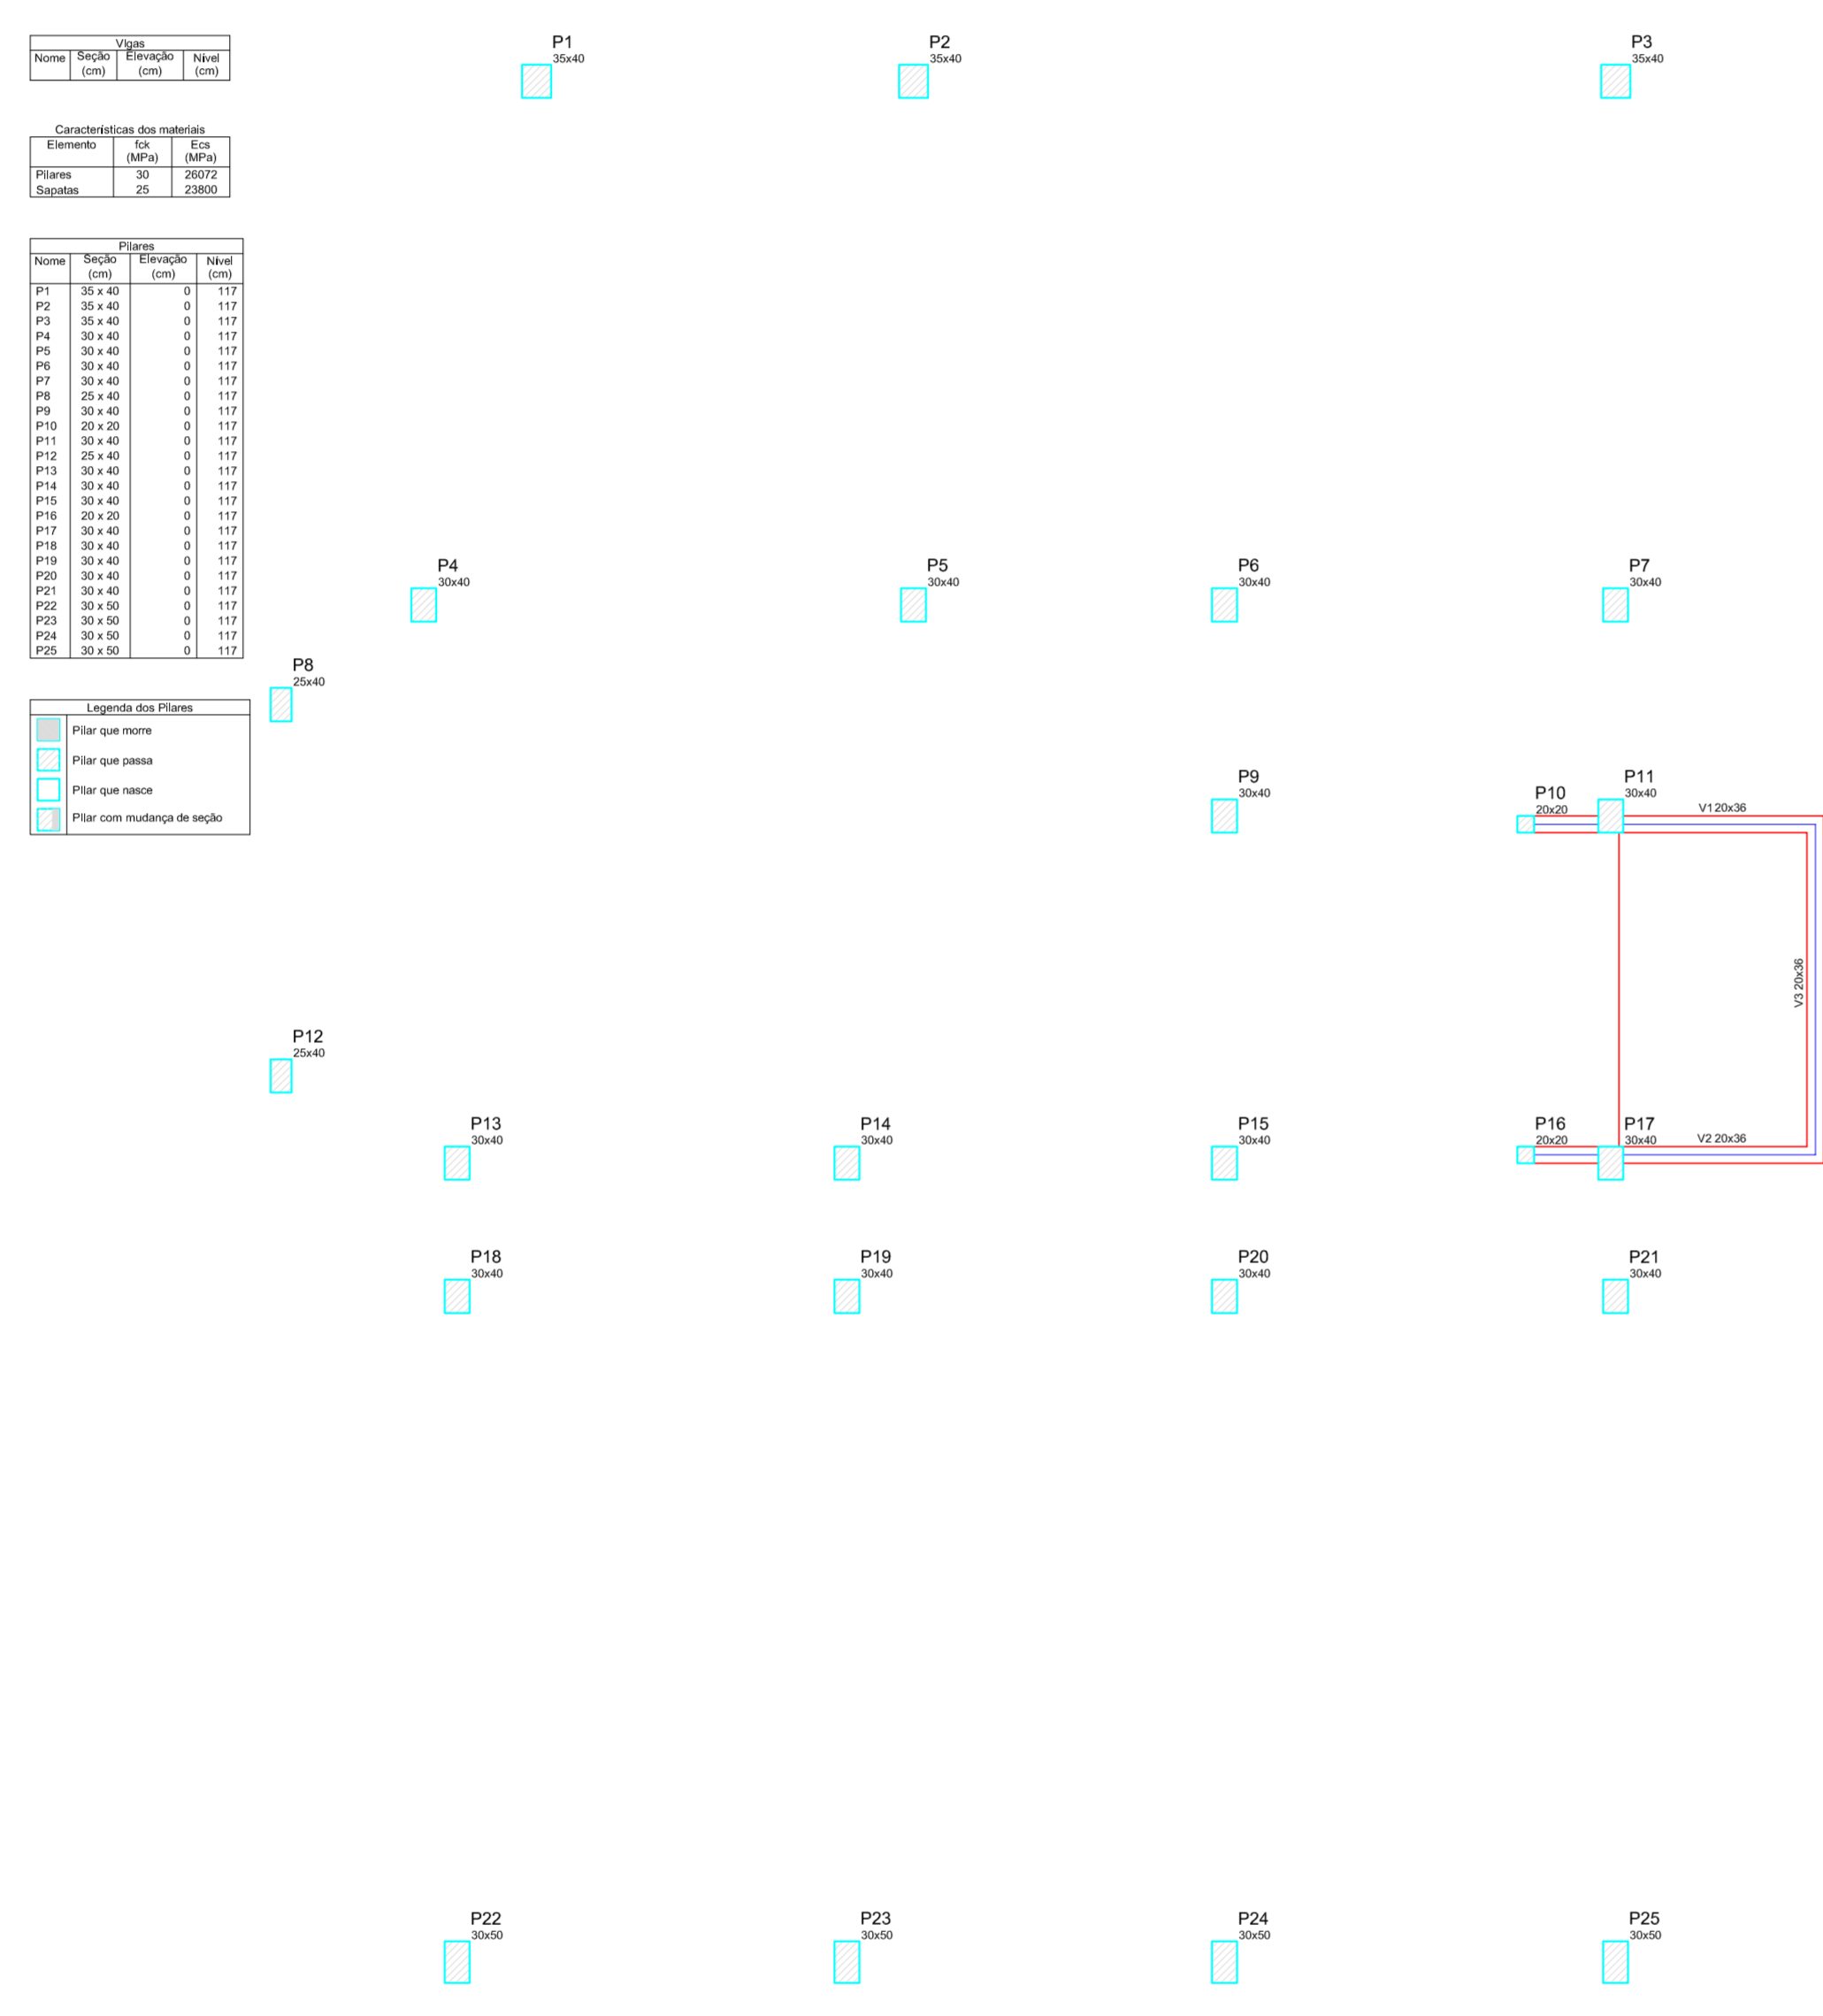 Vigas
Nome Seção (cm) Elevação (cm) Nível (cm)
Características dos materiais
Elemento fck (MPa) Ecs (MPa)
Pilares 30 26072
Sapatas 25 23800
Pilares
Nome Seção (cm) Elevação (cm) Nível (cm)
P1 35 x 40 0 117
P2 35 x 40 0 117
P3 35 x 40 0 117
P4 30 x 40 0 117
P5 30 x 40 0 117
P6 30 x 40 0 117
P7 30 x 40 0 117
P8 25 x 40 0 117
P9 30 x 40 0 117
P10 20 x 20 0 117
P11 30 x 40 0 117
P12 25 x 40 0 117
P13 30 x 40 0 117
P14 30 x 40 0 117
P15 30 x 40 0 117
P16 20 x 20 0 117
P17 30 x 40 0 117
P18 30 x 40 0 117
P19 30 x 40 0 117
P20 30 x 40 0 117
P21 30 x 40 0 117
P22 30 x 50 0 117
P23 30 x 50 0 117
P24 30 x 50 0 117
P25 30 x 50 0 117
Legenda dos Pilares
Pilar que morre
Pilar que passa
Pilar que nasce
Pilar com mudança de seção
P1
35x40
P2
35x40
P3
35x40
P4
30x40
P5
30x40
P6
30x40
P7
30x40
P8
25x40
P9
30x40
P10
20x20
P11
30x40
V1 20x36
V3 20x36
P12
25x40
P13
30x40
P14
30x40
P15
30x40
P16
20x20
P17
30x40
V2 20x36
P18
30x40
P19
30x40
P20
30x40
P21
30x40
P22
30x50
P23
30x50
P24
30x50
P25
30x50